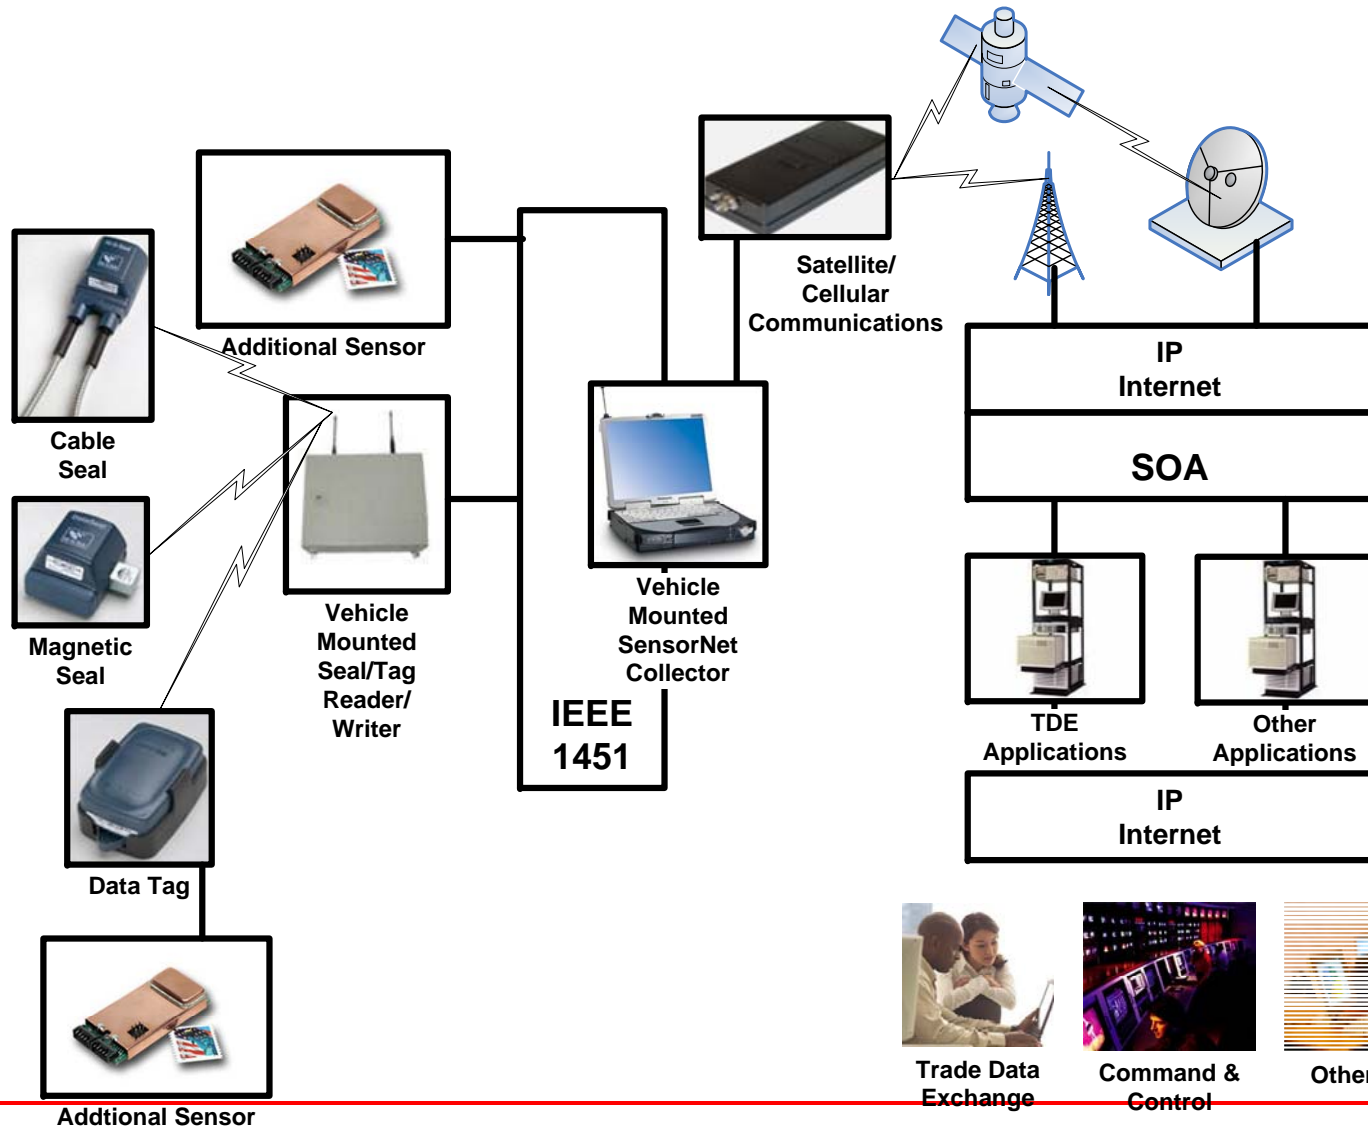 Satellite/
Cellular
Communications
Additional Sensor
Cable
Seal
IP
Internet
SOA
Magnetic
Seal
Vehicle
Mounted
Seal/Tag
Reader/
Writer
Vehicle
Mounted
SensorNet
Collector
IEEE
1451
TDE
Applications
Other
Applications
IP
Internet
Data Tag
Trade Data
Exchange
Command &
Control
Other
Addtional Sensor